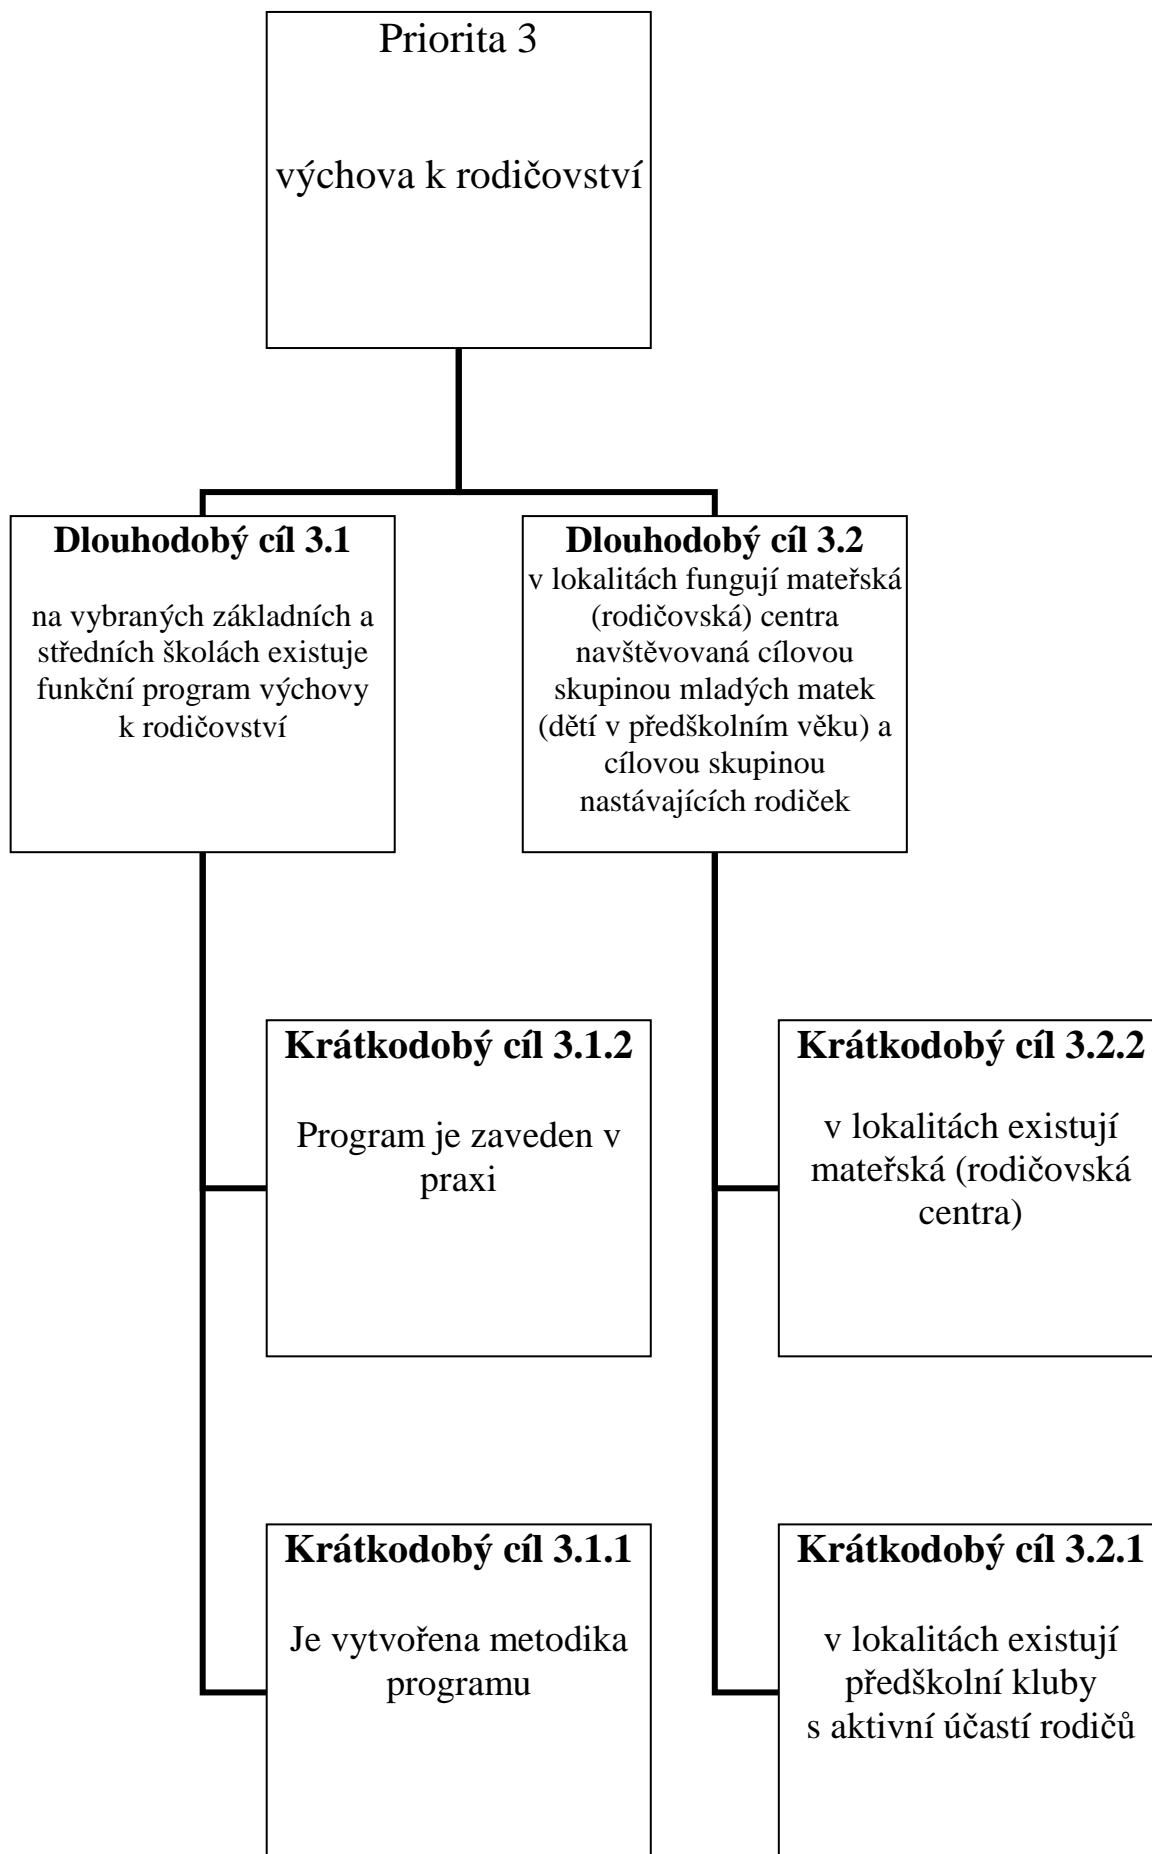 Priorita 3
výchova k rodičovství
Dlouhodobý cíl 3.1
na vybraných základních a
středních školách existuje
funkční program výchovy
k rodičovství
Dlouhodobý cíl 3.2
v lokalitách fungují mateřská
(rodičovská) centra
navštěvovaná cílovou
skupinou mladých matek
(dětí v předškolním věku) a
cílovou skupinou
nastávajících rodiček
Krátkodobý cíl 3.1.2
Program je zaveden v
praxi
Krátkodobý cíl 3.2.2
v lokalitách existují
mateřská (rodičovská
centra)
Krátkodobý cíl 3.1.1
Je vytvořena metodika
programu
Krátkodobý cíl 3.2.1
v lokalitách existují
předškolní kluby
s aktivní účastí rodičů